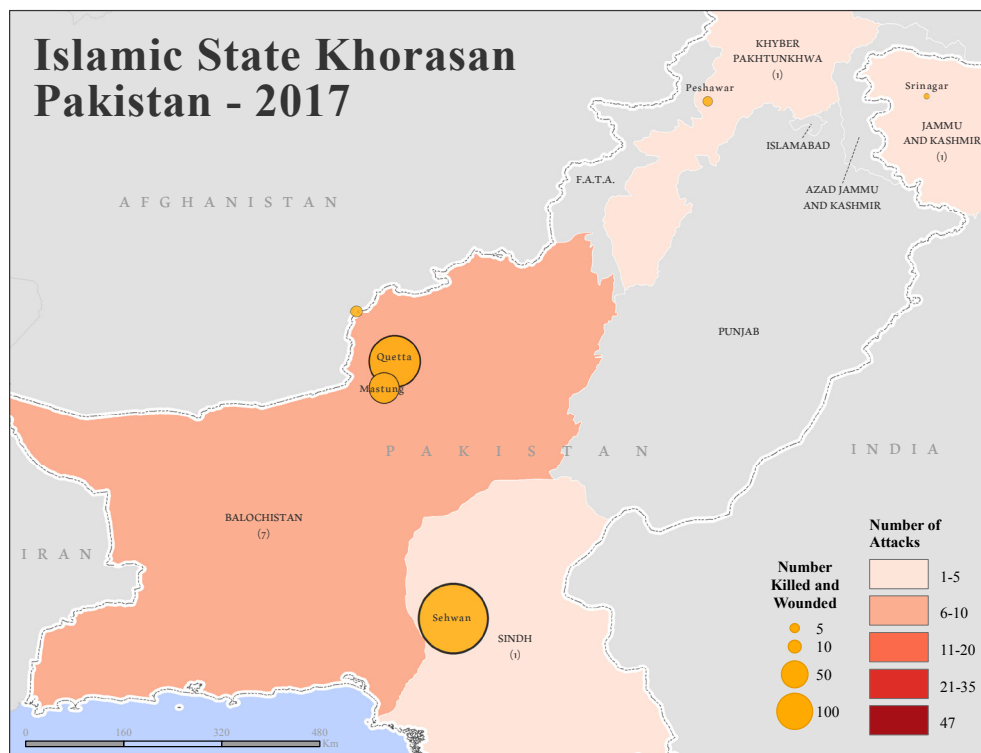 Islamic State Khorasan
Pakistan - 2017
KHYBER
PAKHTUNKHWA
(1)
Peshawar
Srinagar
JAMMU
AND KASHMIR
(1)
ISLAMABAD
F.A.T.A.
AZAD JAMMU
AND KASHMIR
AFGHANISTAN
PUNJAB
Quetta
Mastung
PAKISTAN
INDIA
BALOCHISTAN
(7)
IRAN
Sehwan
SINDH
(1)
Number
Killed and
Wounded
5
10
50
100
Number of
Attacks
1-5
6-10
11-20
21-35
47
0 160 320 480
Km